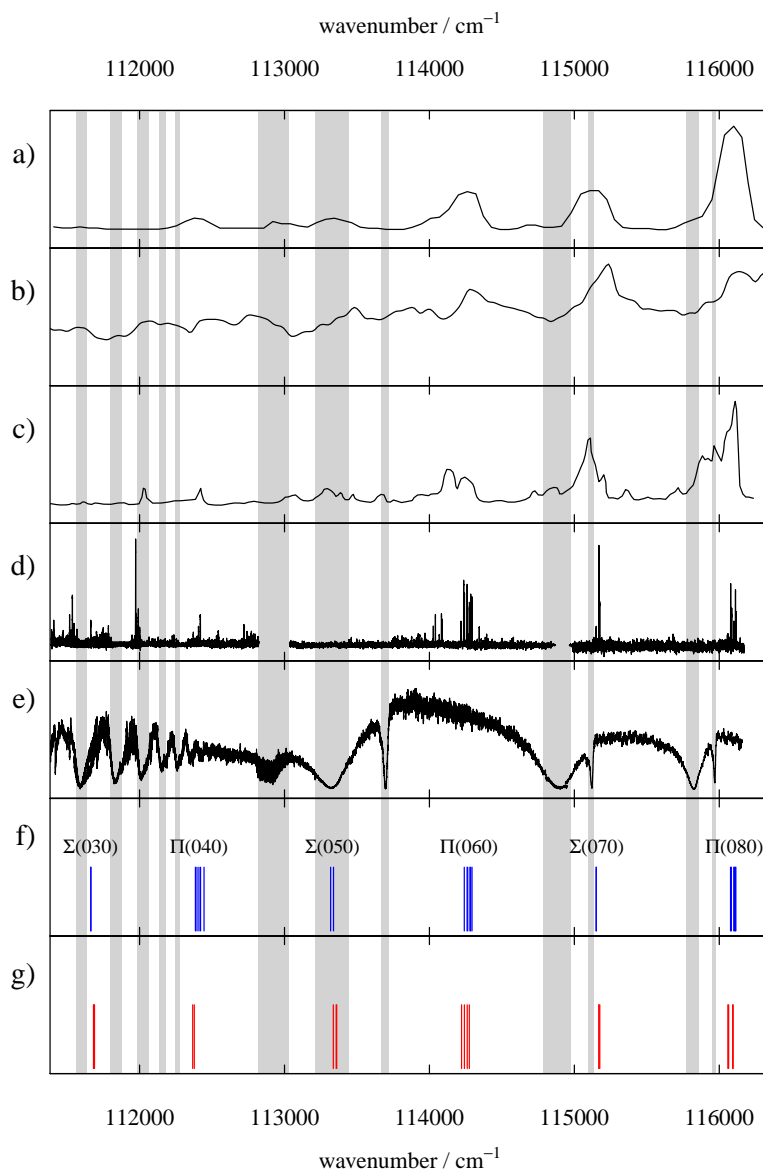 wavenumber / cm⁻¹
112000 113000 114000 115000 116000
a)
b)
c)
d)
e)
f)
Σ(030) Π(040) Σ(050) Π(060) Σ(070) Π(080)
g)
112000 113000 114000 115000 116000
wavenumber / cm⁻¹